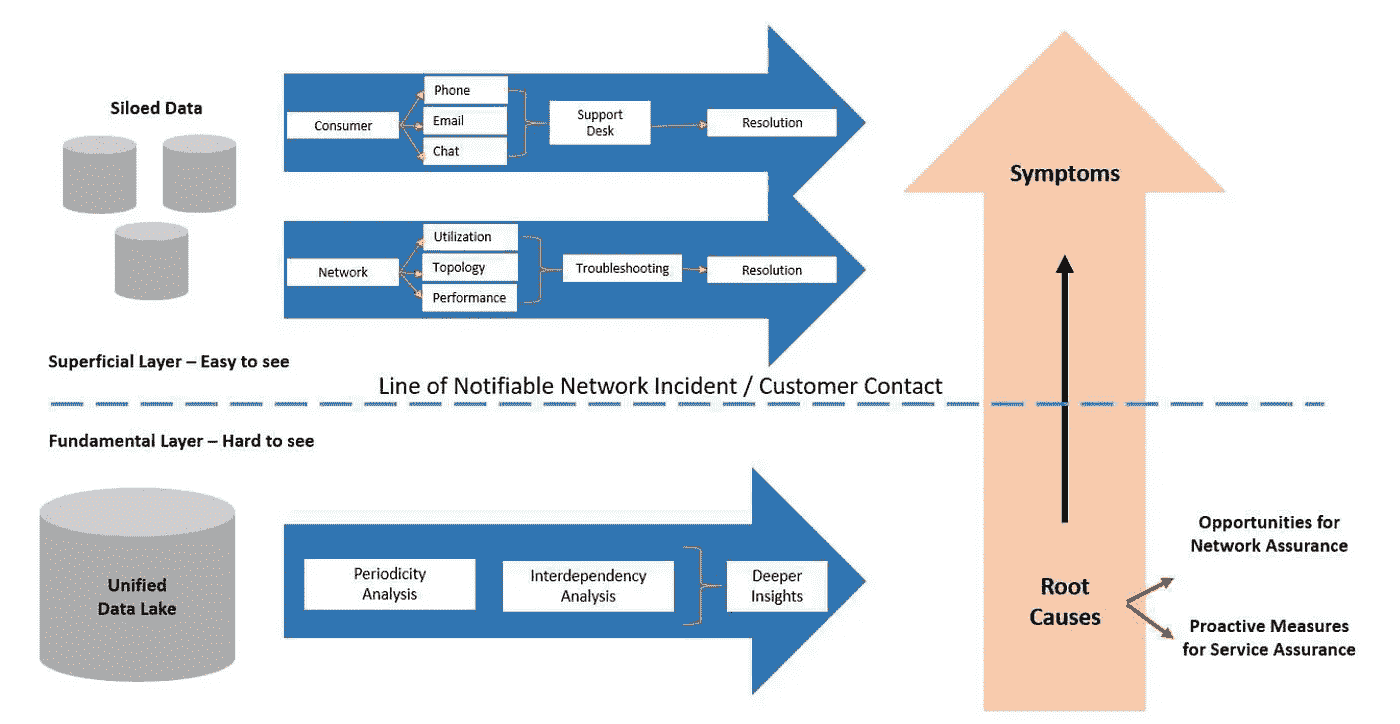 Siloed Data
Consumer
Phone
Email
Chat
Support
Desk
Resolution
Network
Utilization
Topology
Performance
Troubleshooting
Resolution
Symptoms
Superficial Layer – Easy to see
Line of Notifiable Network Incident / Customer Contact
Fundamental Layer – Hard to see
Unified
Data Lake
Periodicity
Analysis
Interdependency
Analysis
Deeper
Insights
Root
Causes
Opportunities for
Network Assurance
Proactive Measures
for Service Assurance